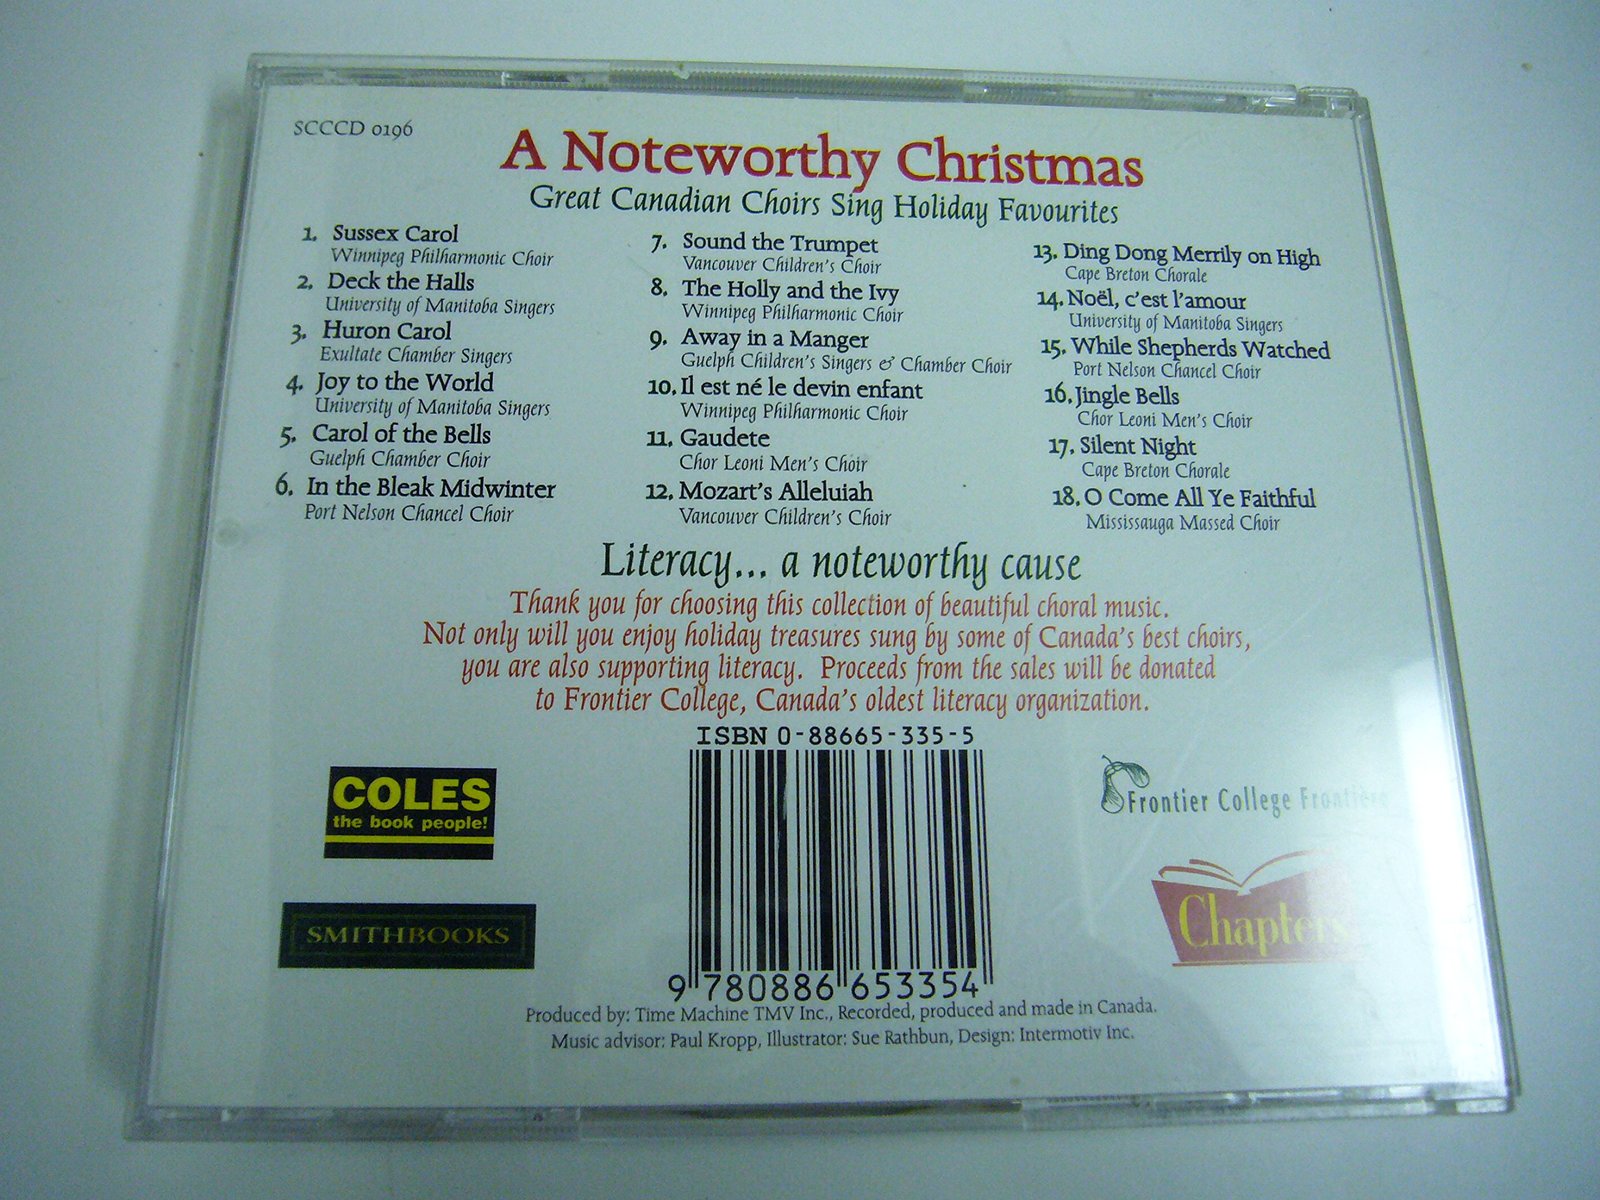 SCCCD 0196
A Noteworthy Christmas
Great Canadian Choirs Sing Holiday Favourites
1. Sussex Carol
Winnipeg Philharmonic Choir
2. Deck the Halls
University of Manitoba Singers
3. Huron Carol
Exultate Chamber Singers
4. Joy to the World
University of Manitoba Singers
5. Carol of the Bells
Guelph Chamber Choir
6. In the Bleak Midwinter
Port Nelson Chancel Choir
7. Sound the Trumpet
Vancouver Children's Choir
8. The Holly and the Ivy
Winnipeg Philharmonic Choir
9. Away in a Manger
Guelph Children's Singers & Chamber Choir
10. Il est né le devin enfant
Winnipeg Philharmonic Choir
11. Gaudete
Chor Leoni Men's Choir
12. Mozart's Alleluiah
Vancouver Children's Choir
13. Ding Dong Merrily on High
Cape Breton Chorale
14. Noël, c'est l'amour
University of Manitoba Singers
15. While Shepherds Watched
Port Nelson Chancel Choir
16. Jingle Bells
Chor Leoni Men's Choir
17. Silent Night
Cape Breton Chorale
18. O Come All Ye Faithful
Mississauga Massed Choir
Literacy... a noteworthy cause
Thank you for choosing this collection of beautiful choral music.
Not only will you enjoy holiday treasures sung by some of Canada's best choirs,
you are also supporting literacy. Proceeds from the sales will be donated
to Frontier College, Canada's oldest literacy organization.
ISBN 0-88665-335-5
COLES
the book people!
SMITHBOOKS
Frontier College Frontière
Chapters
9 780886 653354
Produced by: Time Machine TMV Inc., Recorded, produced and made in Canada.
Music advisor: Paul Kropp, Illustrator: Sue Rathbun, Design: Intermotiv Inc.